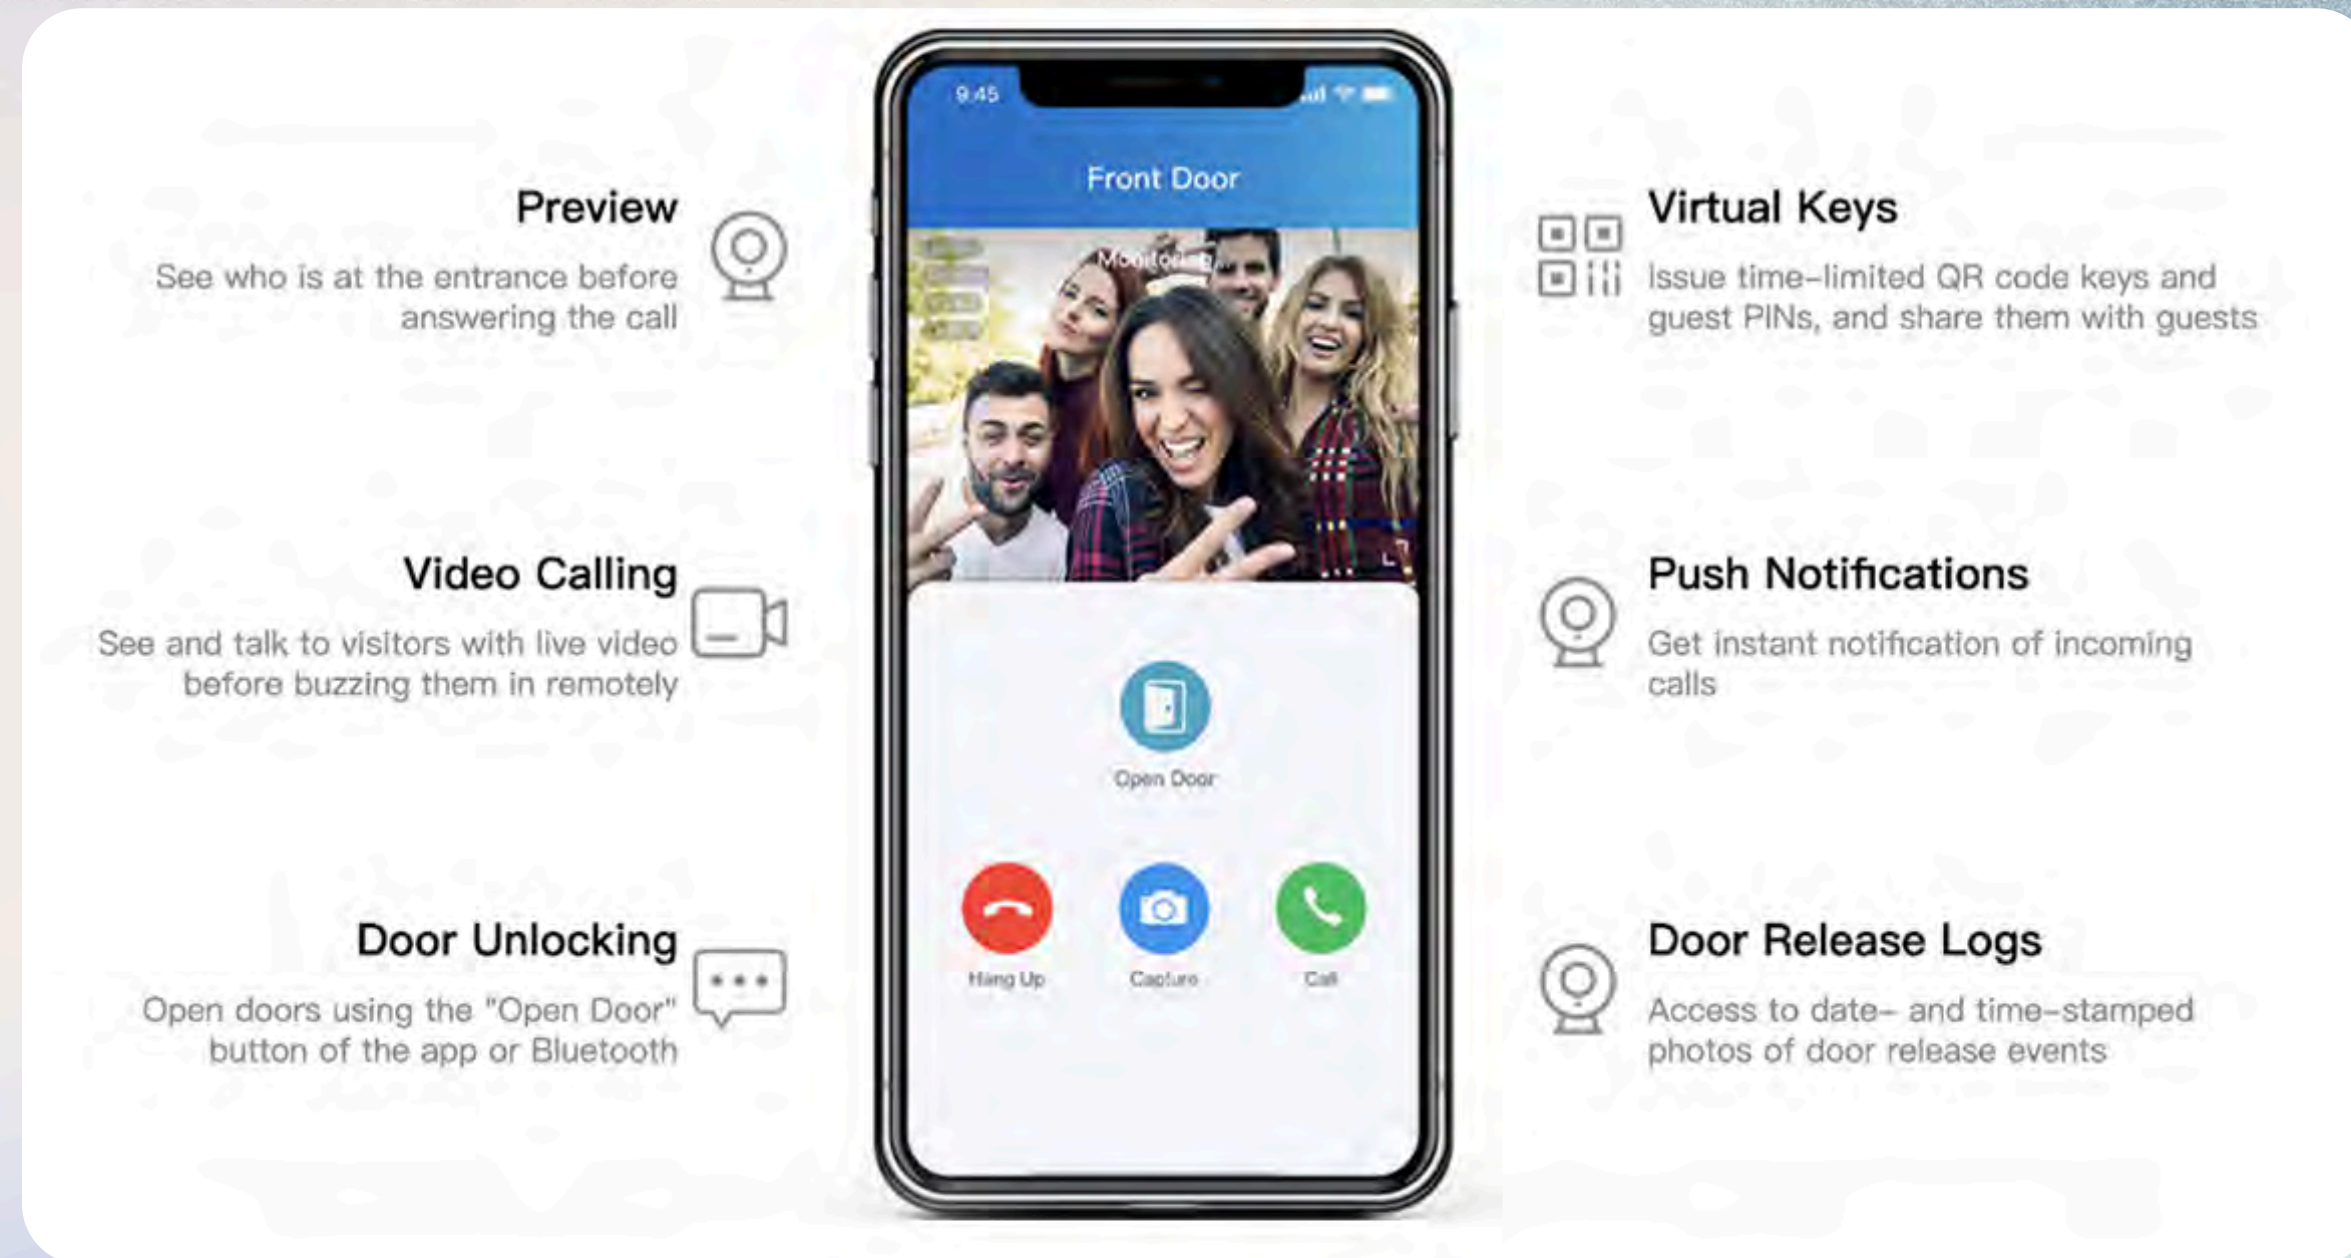 Preview
See who is at the entrance before
answering the call
Video Calling
See and talk to visitors with live video
before buzzing them in remotely
Door Unlocking
Open doors using the "Open Door"
button of the app or Bluetooth
9:45
Front Door
Monitoring...
Open Door
Hang Up
Capture
Call
Virtual Keys
Issue time-limited QR code keys and
guest PINs, and share them with guests
Push Notifications
Get instant notification of incoming
calls
Door Release Logs
Access to date- and time-stamped
photos of door release events